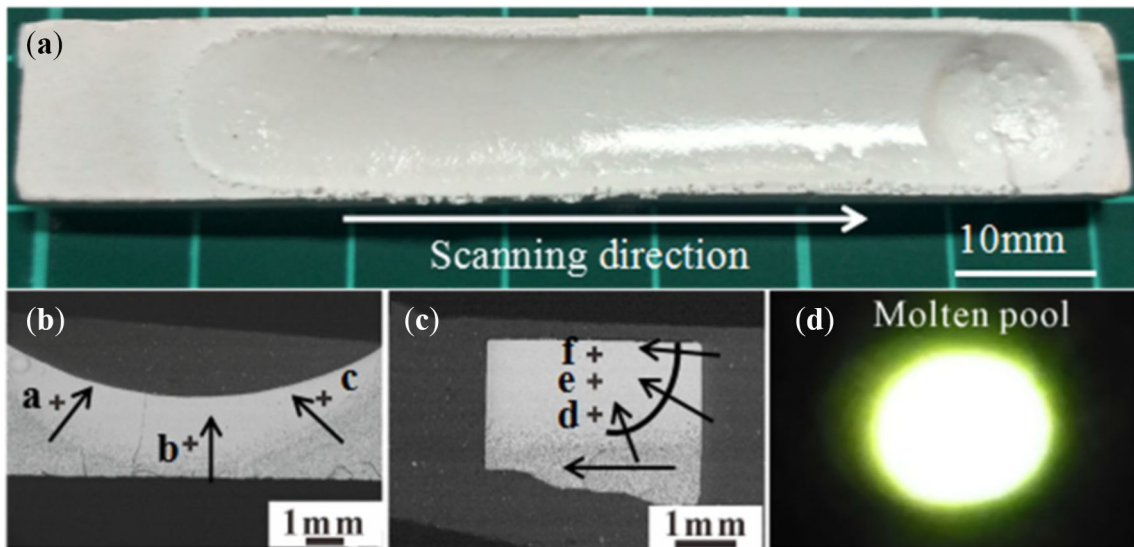 (a)
Scanning direction
10mm
(b)
a
b
c
1mm
(c)
f
e
d
1mm
(d)
Molten pool